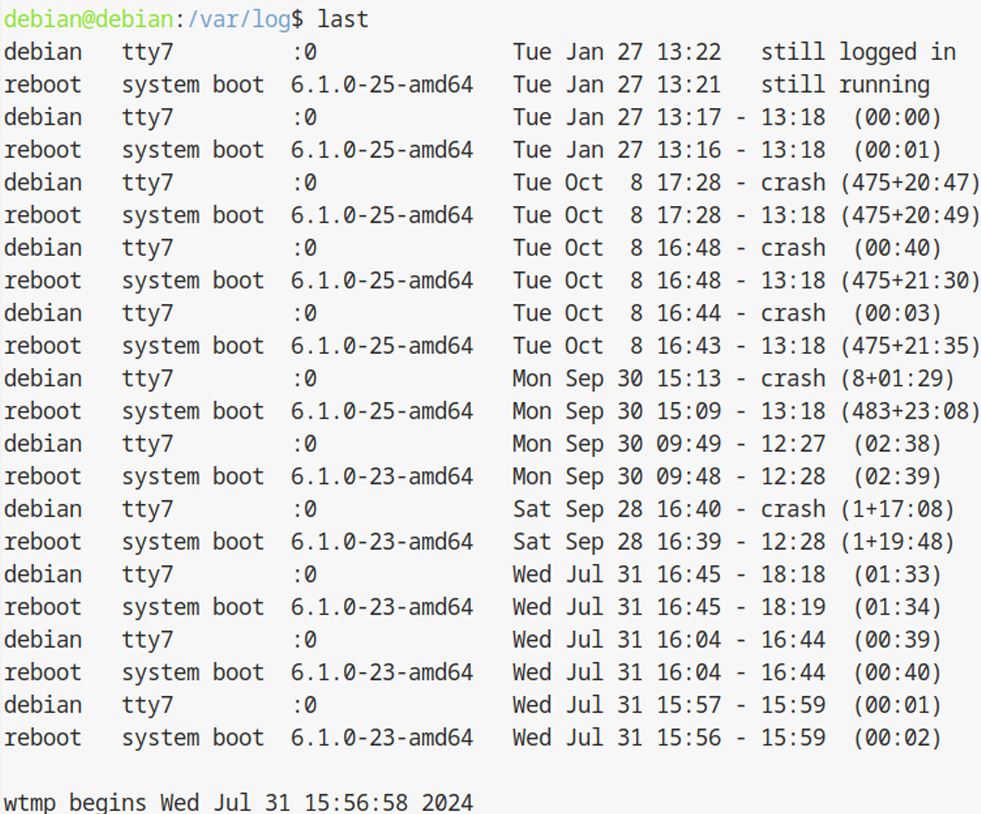 debian@debian:/var/log$ last
debian   tty7         :0               Tue Jan 27 13:22   still logged in
reboot   system boot  6.1.0-25-amd64   Tue Jan 27 13:21   still running
debian   tty7         :0               Tue Jan 27 13:17 - 13:18  (00:00)
reboot   system boot  6.1.0-25-amd64   Tue Jan 27 13:16 - 13:18  (00:01)
debian   tty7         :0               Tue Oct  8 17:28 - crash (475+20:47)
reboot   system boot  6.1.0-25-amd64   Tue Oct  8 17:28 - 13:18 (475+20:49)
debian   tty7         :0               Tue Oct  8 16:48 - crash  (00:40)
reboot   system boot  6.1.0-25-amd64   Tue Oct  8 16:48 - 13:18 (475+21:30)
debian   tty7         :0               Tue Oct  8 16:44 - crash  (00:03)
reboot   system boot  6.1.0-25-amd64   Tue Oct  8 16:43 - 13:18 (475+21:35)
debian   tty7         :0               Mon Sep 30 15:13 - crash (8+01:29)
reboot   system boot  6.1.0-25-amd64   Mon Sep 30 15:09 - 13:18 (483+23:08)
debian   tty7         :0               Mon Sep 30 09:49 - 12:27  (02:38)
reboot   system boot  6.1.0-23-amd64   Mon Sep 30 09:48 - 12:28  (02:39)
debian   tty7         :0               Sat Sep 28 16:40 - crash (1+17:08)
reboot   system boot  6.1.0-23-amd64   Sat Sep 28 16:39 - 12:28 (1+19:48)
debian   tty7         :0               Wed Jul 31 16:45 - 18:18  (01:33)
reboot   system boot  6.1.0-23-amd64   Wed Jul 31 16:45 - 18:19  (01:34)
debian   tty7         :0               Wed Jul 31 16:04 - 16:44  (00:39)
reboot   system boot  6.1.0-23-amd64   Wed Jul 31 16:04 - 16:44  (00:40)
debian   tty7         :0               Wed Jul 31 15:57 - 15:59  (00:01)
reboot   system boot  6.1.0-23-amd64   Wed Jul 31 15:56 - 15:59  (00:02)

wtmp begins Wed Jul 31 15:56:58 2024